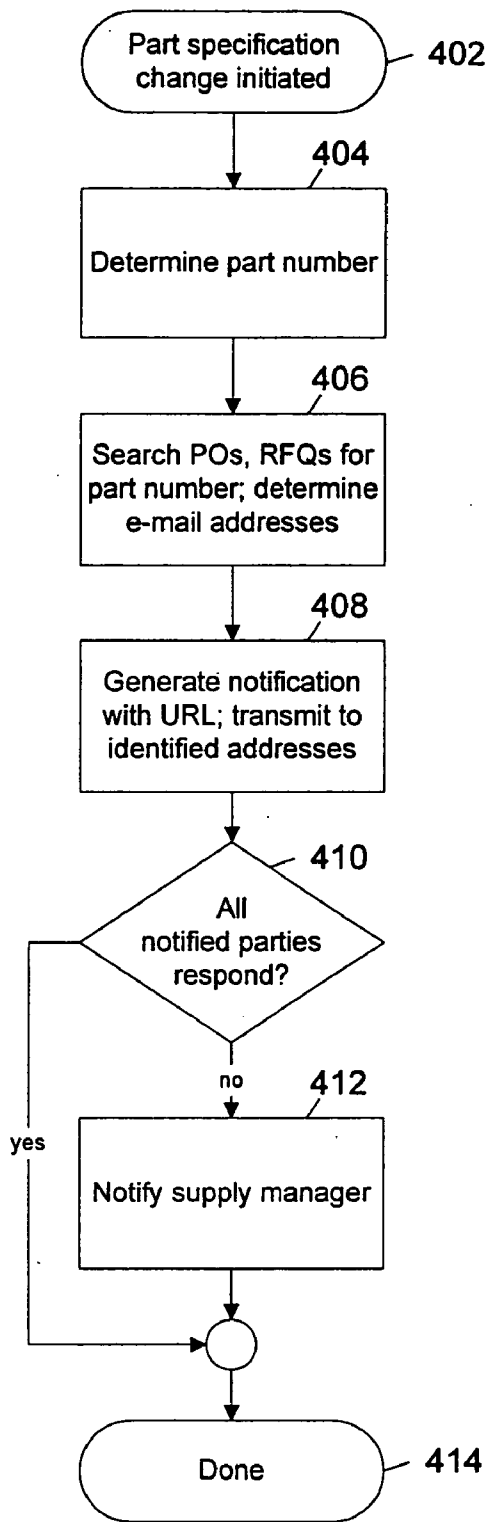 Part specification
change initiated
402
404
Determine part number
406
Search POs, RFQs for
part number; determine
e-mail addresses
408
Generate notification
with URL; transmit to
identified addresses
410
All
notified parties
respond?
no
412
yes
Notify supply manager
Done
414